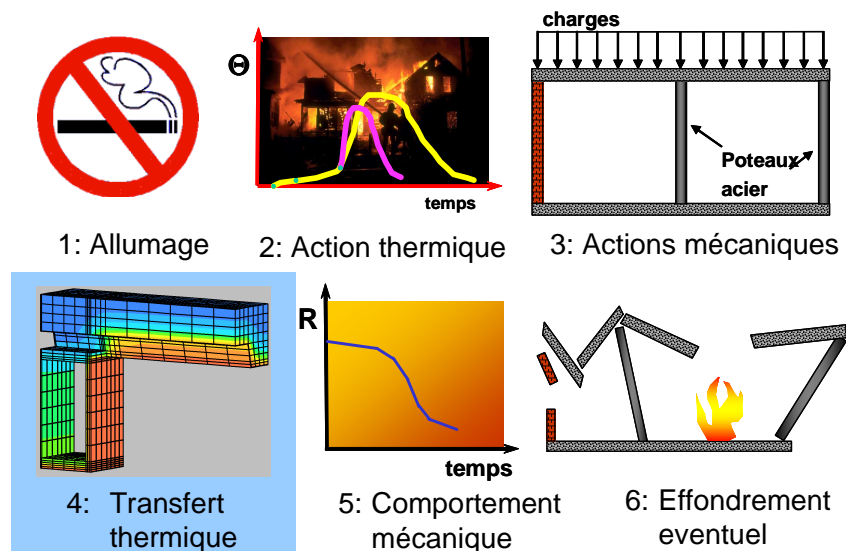 charges
Θ
temps
Poteaux
acier
1: Allumage
2: Action thermique
3: Actions mécaniques
R
temps
4: Transfert
thermique
5: Comportement
mécanique
6: Effondrement
eventuel